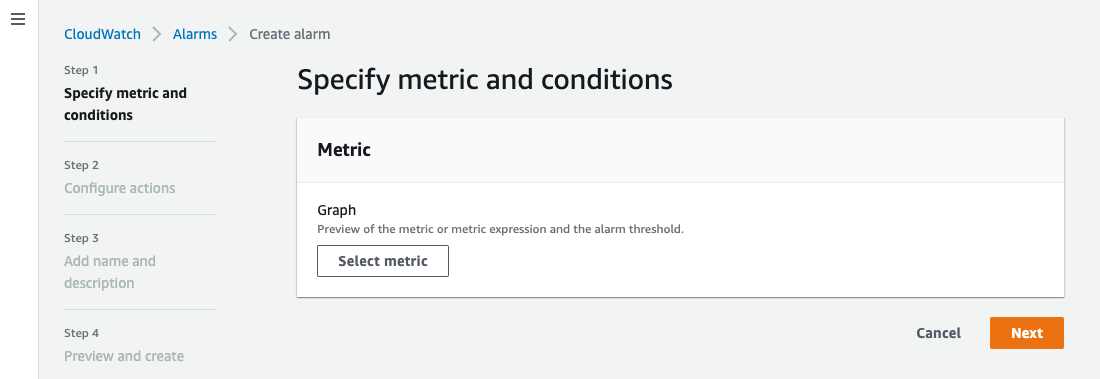 CloudWatch > Alarms > Create alarm
Step 1
Specify metric and
conditions
Step 2
Configure actions
Step 3
Add name and
description
Step 4
Preview and create
Specify metric and conditions
Metric
Graph
Preview of the metric or metric expression and the alarm threshold.
Select metric
Cancel Next